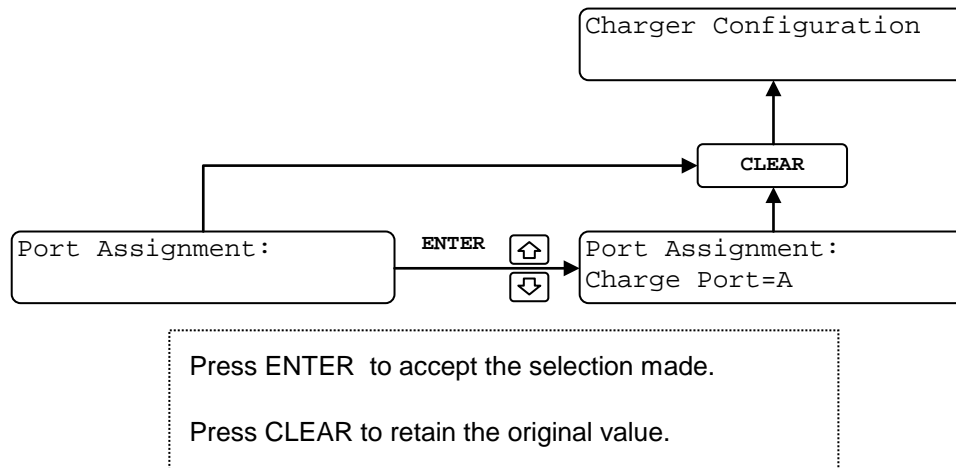 Charger Configuration
CLEAR
Port Assignment:
ENTER
Port Assignment:
Charge Port=A
Press ENTER  to accept the selection made.
Press CLEAR to retain the original value.